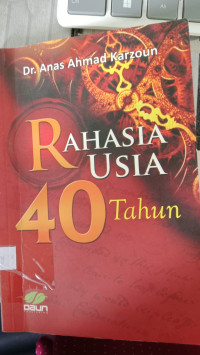 Dr. Anas Ahmad Karzoun
RAHASIA
USIA
40 Tahun
Daun